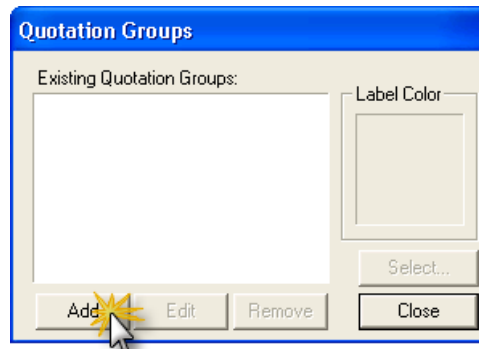 Quotation Groups
Existing Quotation Groups:
Label Color
Select...
Add
Edit
Remove
Close